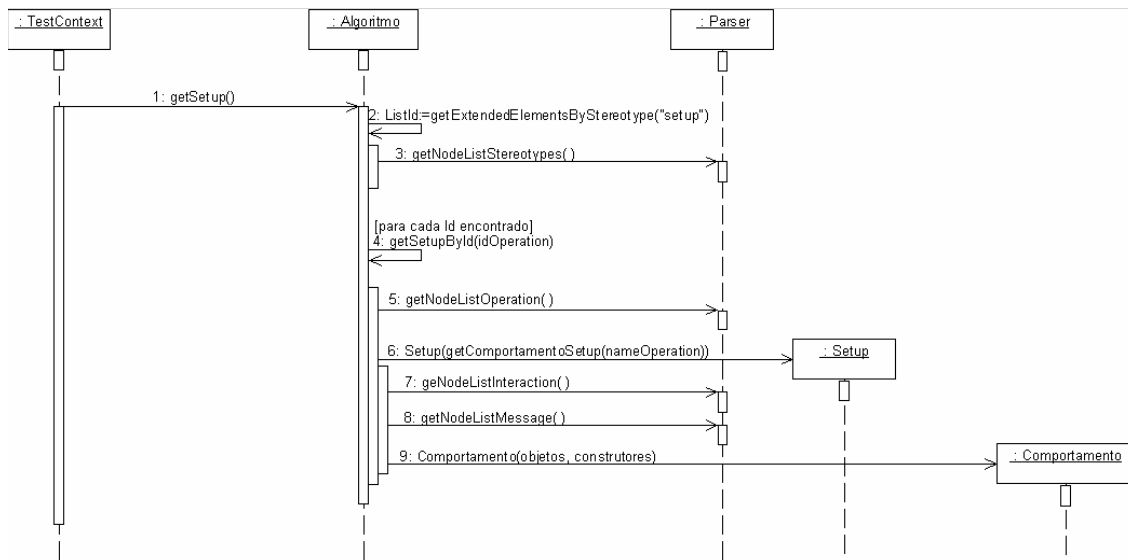 : TestContext
: Algoritmo
: Parser
1: getSetup()
2: ListId:=getExtendedElementsByStereotype("setup")
3: getNodeListStereotypes( )
[para cada Id encontrado]
4: getSetupById(idOperation)
5: getNodeListOperation( )
6: Setup(getComportamentoSetup(nameOperation))
: Setup
7: geNodeListInteraction( )
8: getNodeListMessage( )
9: Comportamento(objetos, construtores)
: Comportamento